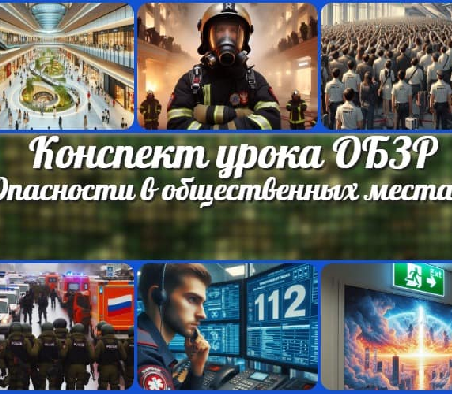 Конспект урока ОБЗР
Опасности в общественных места
112